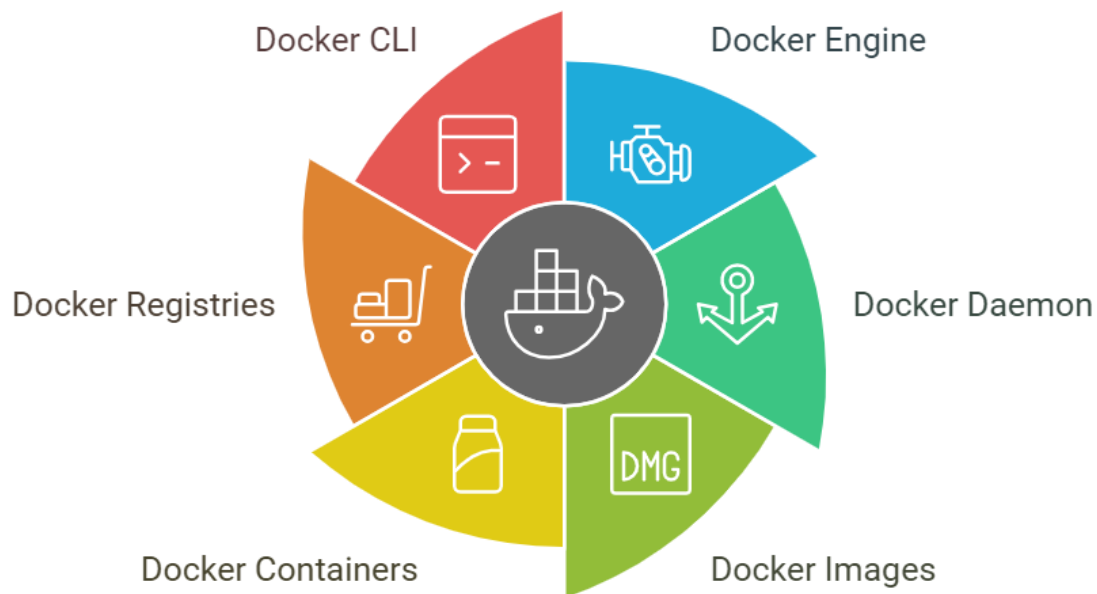 Docker CLI
Docker Engine
Docker Registries
Docker Daemon
DMG
Docker Containers
Docker Images